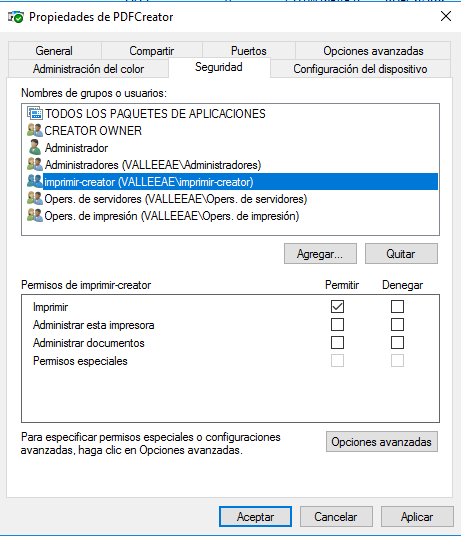 Propiedades de PDFCreator
General Compartir Puertos Opciones avanzadas
Administración del color Seguridad Configuración del dispositivo
Nombres de grupos o usuarios:
TODOS LOS PAQUETES DE APLICACIONES
CREATOR OWNER
Administrador
Administradores (VALLEEAE\Administradores)
imprimir-creator (VALLEEAE\imprimir-creator)
Opers. de servidores (VALLEEAE\Opers. de servidores)
Opers. de impresión (VALLEEAE\Opers. de impresión)
Agregar... Quitar
Permisos de imprimir-creator Permitir Denegar
Imprimir
Administrar esta impresora
Administrar documentos
Permisos especiales
Para especificar permisos especiales o configuraciones
avanzadas, haga clic en Opciones avanzadas.
Opciones avanzadas
Aceptar Cancelar Aplicar